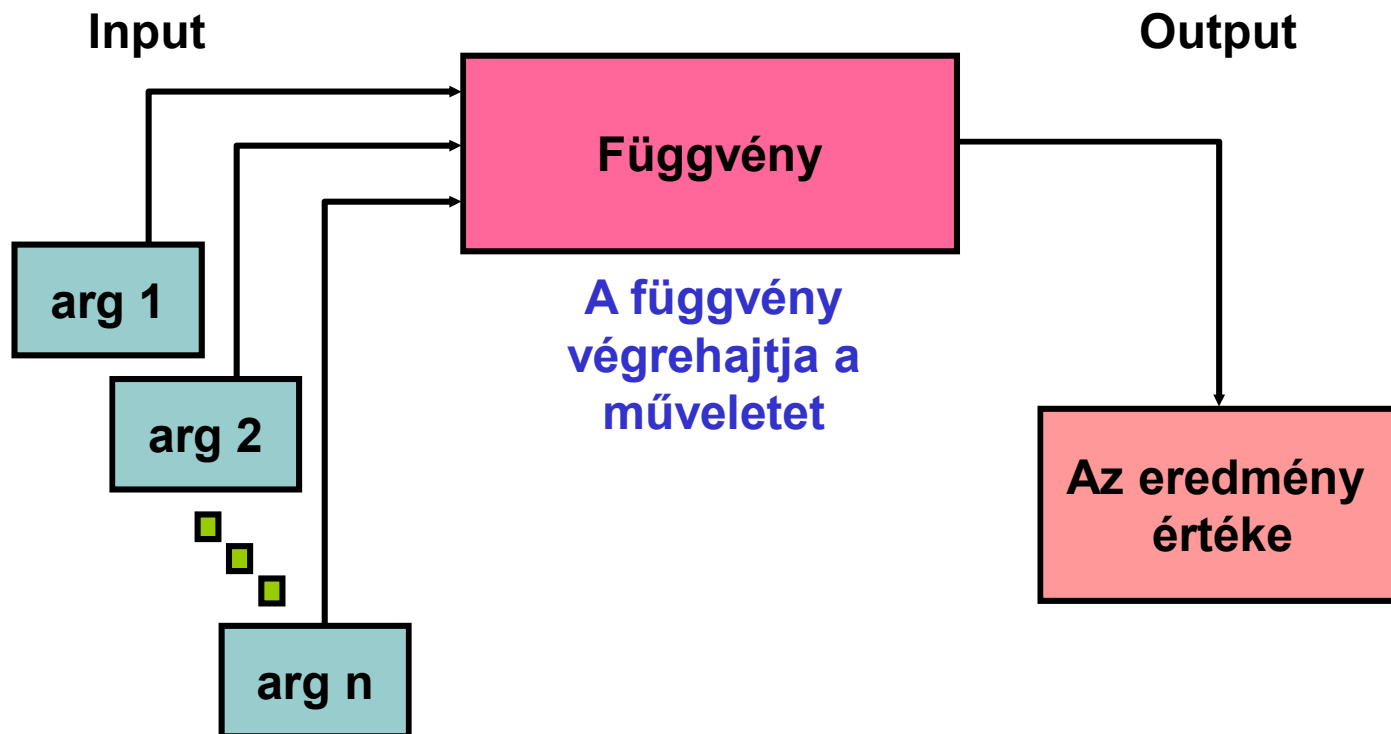 Input
Output
Függvény
arg 1
A függvény
végrehajtja a
műveletet
arg 2
Az eredmény
értéke
arg n